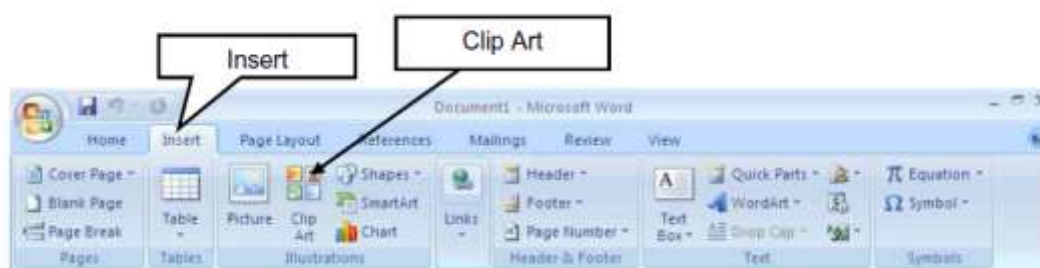 Insert
Clip Art
Document1 - Microsoft Word
Home Insert Page Layout References Mailings Review View
Cover Page
Blank Page
Page Break
Pages
Table
Tables
Picture
Clip Art
Shapes
SmartArt
Chart
Illustrations
Links
Header
Footer
Page Number
Header & Footer
Text Box
Quick Parts
WordArt
Drop Cap
Text
Equation
Symbol
Symbols